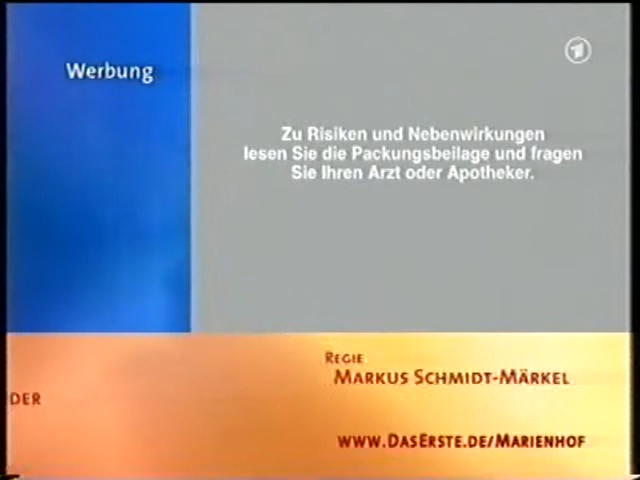 Werbung
Zu Risiken und Nebenwirkungen
lesen Sie die Packungsbeilage und fragen
Sie Ihren Arzt oder Apotheker.
REGIE
MARKUS SCHMIDT-MÄRKEL
DER
WWW.DASERSTE.DE/MARIENHOF
1